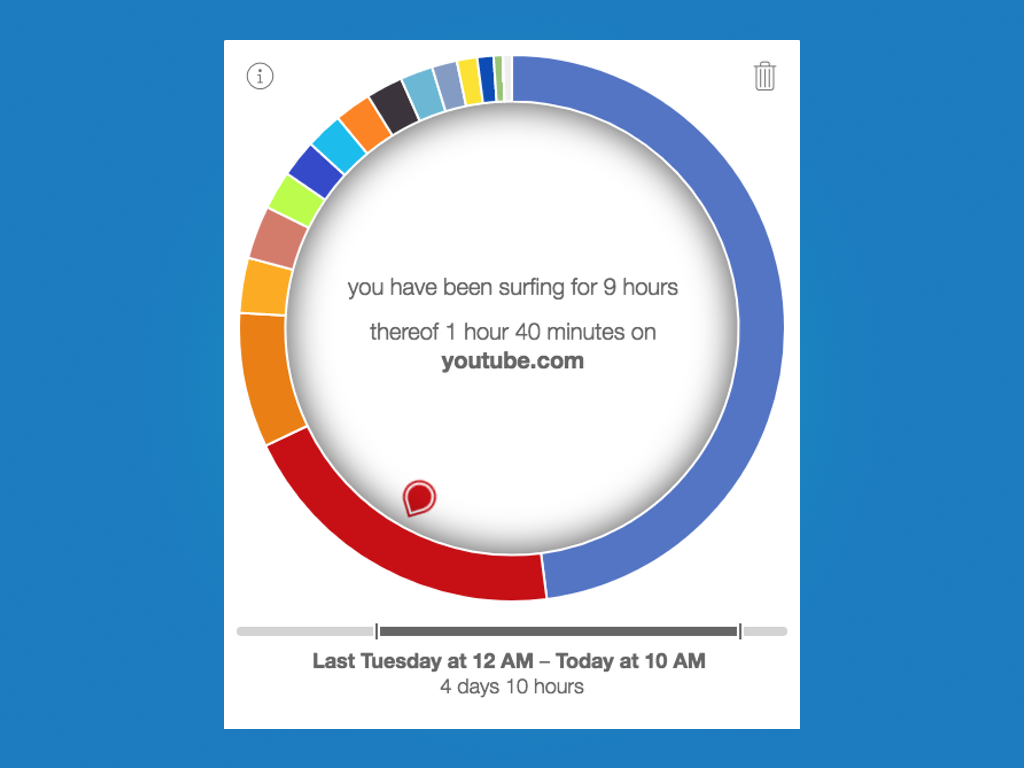 you have been surfing for 9 hours
thereof 1 hour 40 minutes on
youtube.com
Last Tuesday at 12 AM – Today at 10 AM
4 days 10 hours